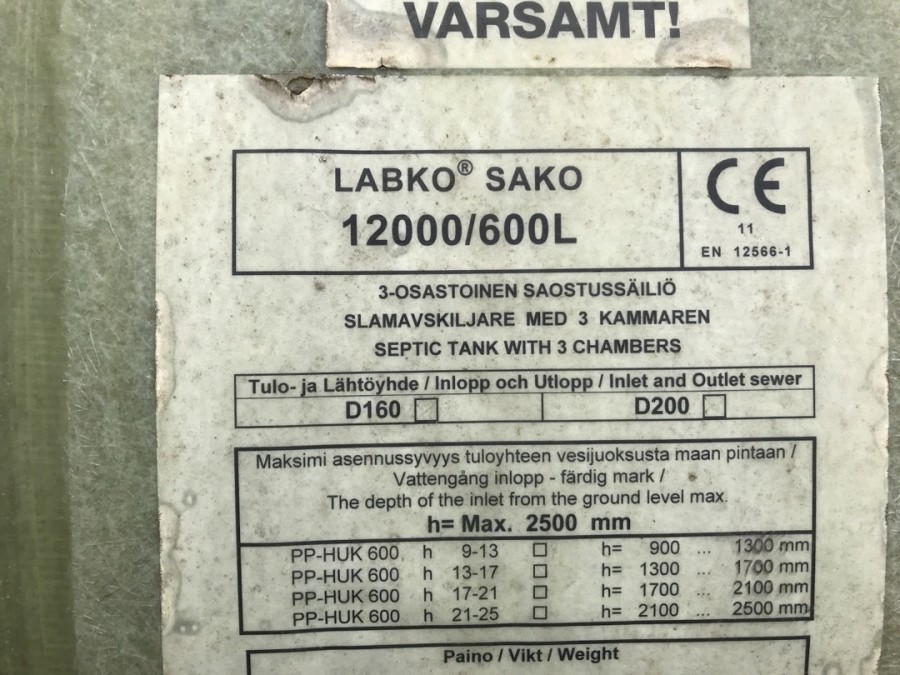 VARSAMT!
LABKO® SAKO
12000/600L
CE
11
EN 12566-1
3-OSASTOINEN SAOSTUSSÄILIÖ
SLAMAVSKILJARE MED 3 KAMMAREN
SEPTIC TANK WITH 3 CHAMBERS
Tulo- ja Lähtöyhde / Inlopp och Utlopp / Inlet and Outlet sewer
D160 □ D200 □
Maksimi asennussyvyys tuloyhteen vesijuoksusta maan pintaan /
Vattengång inlopp - färdig mark /
The depth of the inlet from the ground level max.
h= Max. 2500 mm
PP-HUK 600 h 9-13 □ h= 900 ... 1300 mm
PP-HUK 600 h 13-17 □ h= 1300 ... 1700 mm
PP-HUK 600 h 17-21 □ h= 1700 ... 2100 mm
PP-HUK 600 h 21-25 □ h= 2100 ... 2500 mm
Paino / Vikt / Weight